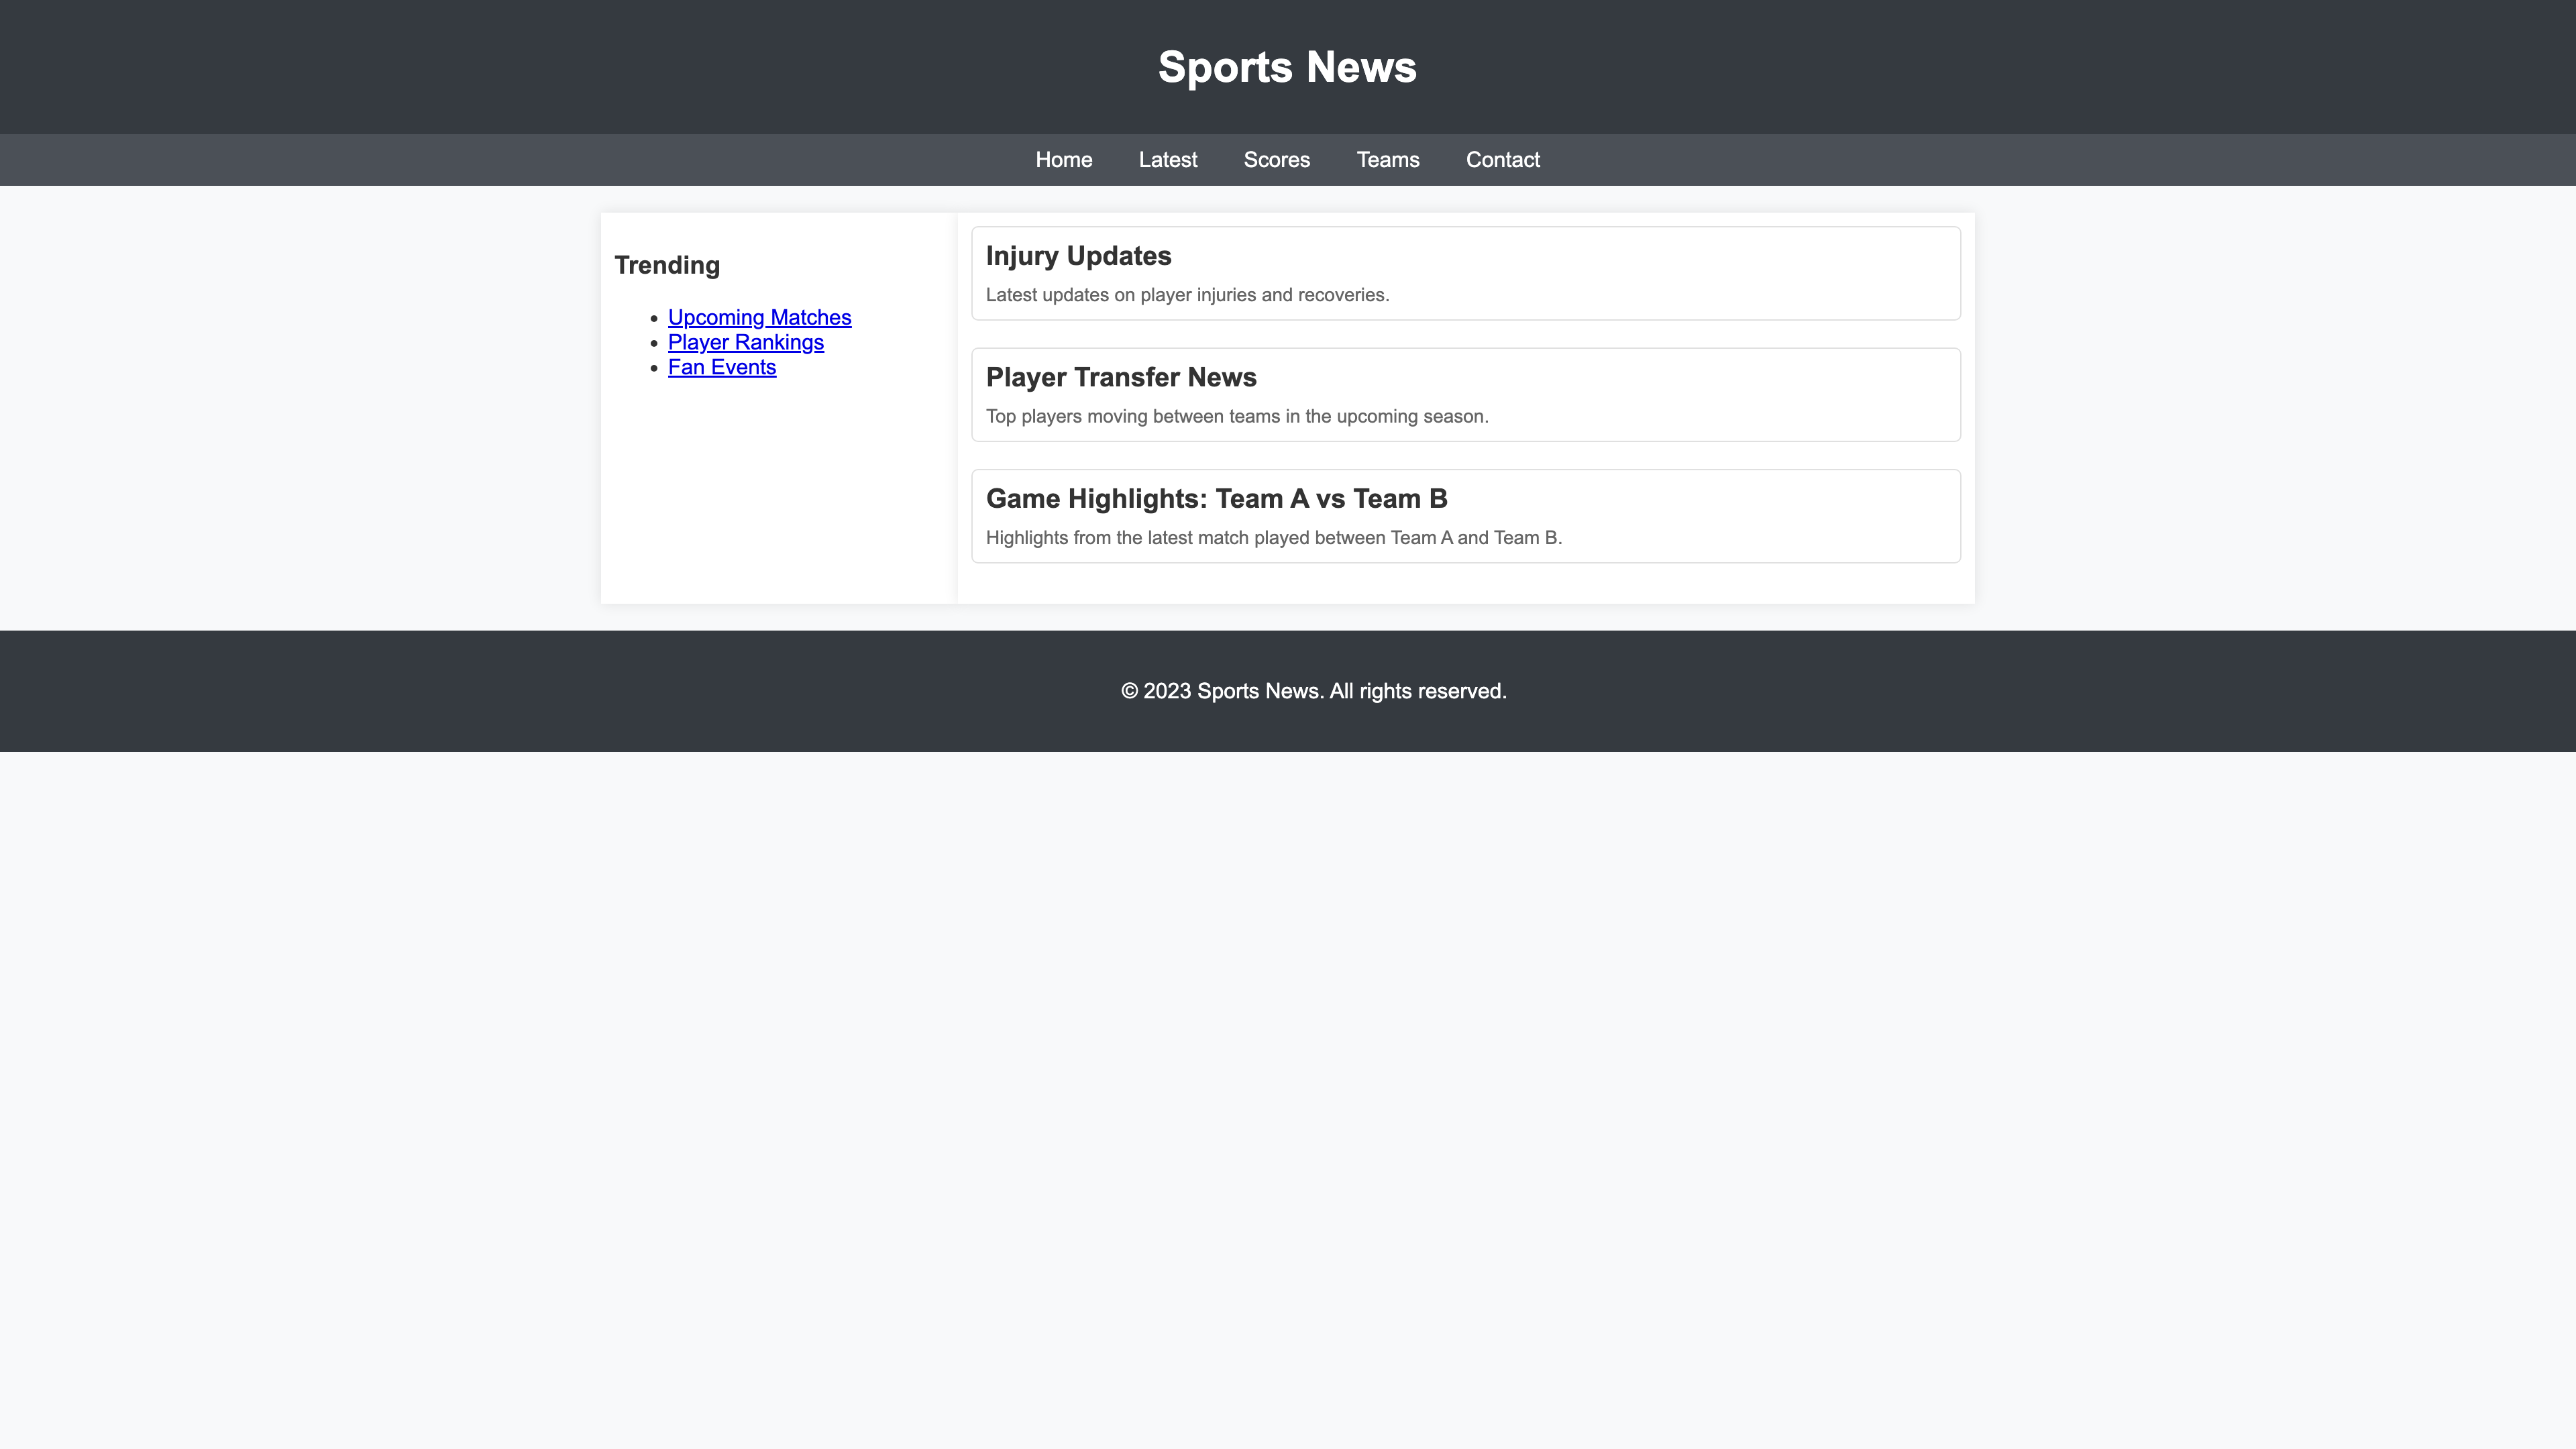 Sports News
Home Latest Scores Teams Contact
Trending
Upcoming Matches
Player Rankings
Fan Events
Injury Updates
Latest updates on player injuries and recoveries.
Player Transfer News
Top players moving between teams in the upcoming season.
Game Highlights: Team A vs Team B
Highlights from the latest match played between Team A and Team B.
© 2023 Sports News. All rights reserved.